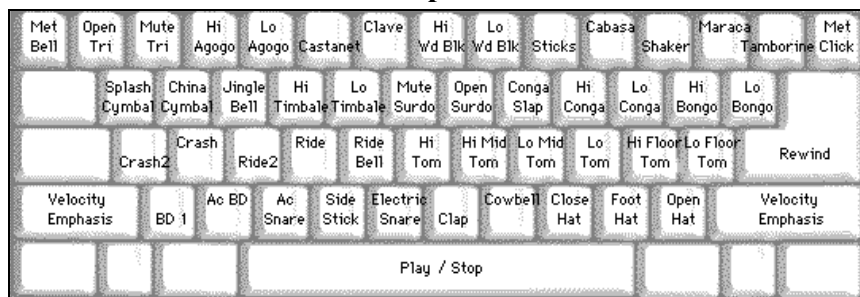 Met Bell Open Tri Mute Tri Hi Agogo Lo Agogo Castanet Clave Hi Wd Blk Lo Wd Blk Sticks Cabasa Shaker Maraca Tamborine Met Click
Splash Cymbal China Cymbal Jingle Bell Hi Timbale Lo Timbale Mute Surdo Open Surdo Conga Slap Hi Conga Lo Conga Hi Bongo Lo Bongo
Crash2 Crash Ride2 Ride Ride Bell Hi Tom Hi Mid Tom Lo Mid Tom Lo Tom Hi Floor Tom Lo Floor Tom Rewind
Velocity Emphasis BD 1 Ac BD Ac Snare Side Stick Electric Snare Clap Cowbell Close Hat Foot Hat Open Hat Velocity Emphasis
Play / Stop